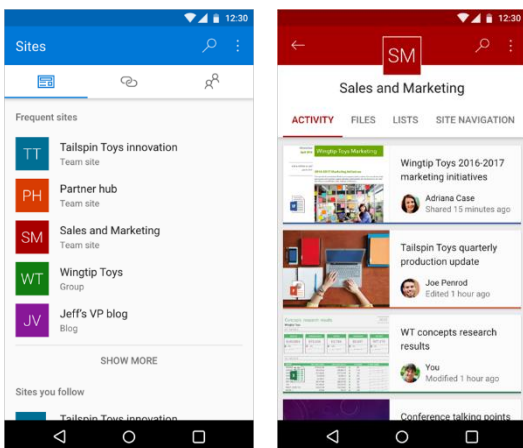 12:30
Sites
Frequent sites
TT
Tailspin Toys innovation
Team site
PH
Partner hub
Team site
SM
Sales and Marketing
Team site
WT
Wingtip Toys
Group
JV
Jeff's VP blog
Blog
SHOW MORE
Sites you follow
Tailspin Toys innovation
12:30
SM
Sales and Marketing
ACTIVITY FILES LISTS SITE NAVIGATION
Wingtip Toys Marketing
Wingtip Toys 2016-2017
marketing initiatives
Adriana Case
Shared 15 minutes ago
Tailspin Toys quarterly
production update
Joe Penrod
Edited 1 hour ago
WT concepts research
results
You
Modified 1 hour ago
Conference talking points